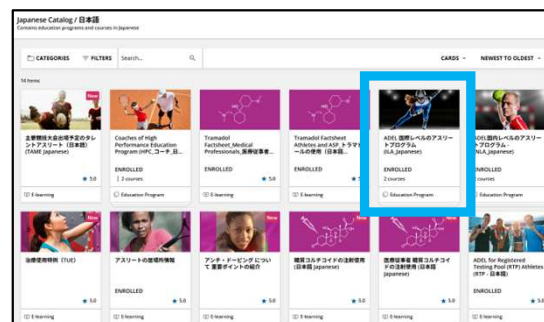 Japanese Catalog / 日本語
Contains education programs and courses in Japanese
CATEGORIES
FILTERS
Search...
CARDS
NEWEST TO OLDEST
14 items
New
主要競技大会出場予定のタレ
ントアスリート（日本語）
(TAME Japanese)
5.0
E-learning
Coaches of High
Performance Education
Program (HPC_コーチ_日...
ENROLLED
2 courses
Education Program
Tramadol
Factsheet_Medical
Professionals_医療従事者...
ENROLLED
5.0
E-learning
Tramadol Factsheet
Athletes and ASP_トラマド
ールの使用（日本語...
ENROLLED
E-learning
ADEL 国際レベルのアスリー
トプログラム
(ILA_Japanese)
ENROLLED
2 courses
Education Program
New
ADEL国内レベルのアスリー
トプログラム -
(NLA_Japanese)
ENROLLED
2 courses
Education Program
治療使用特例（TUE）
5.0
E-learning
アスリートの居場所情報
5.0
E-learning
New
アンチ・ドーピング につい
て 重要ポイントの紹介
5.0
E-learning
New
糖質コルチコイドの注射使用
(日本語 Japanese)
5.0
E-learning
New
医療従事者 糖質コルチコイ
ドの注射使用 (日本語
Japanese)
5.0
E-learning
New
ADEL for Registered
Testing Pool (RTP) Athletes
(RTP - 日本語)
ENROLLED
5.0
E-learning